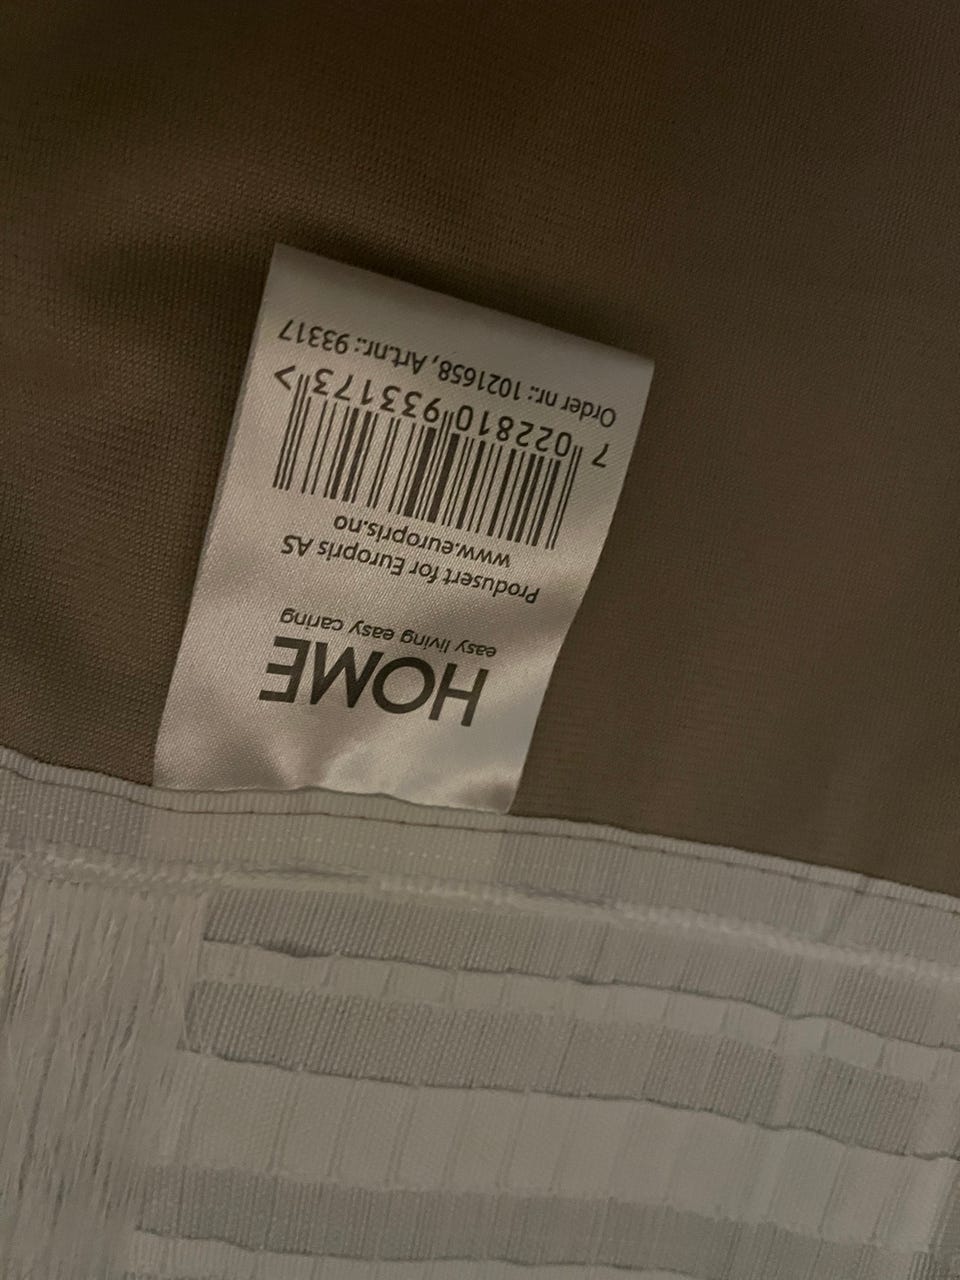 HOME
easy living easy caring
Produsert for Europris AS
www.europris.no
7 022810 933173 >
Order nr.: 1021658, Art.nr.: 93317